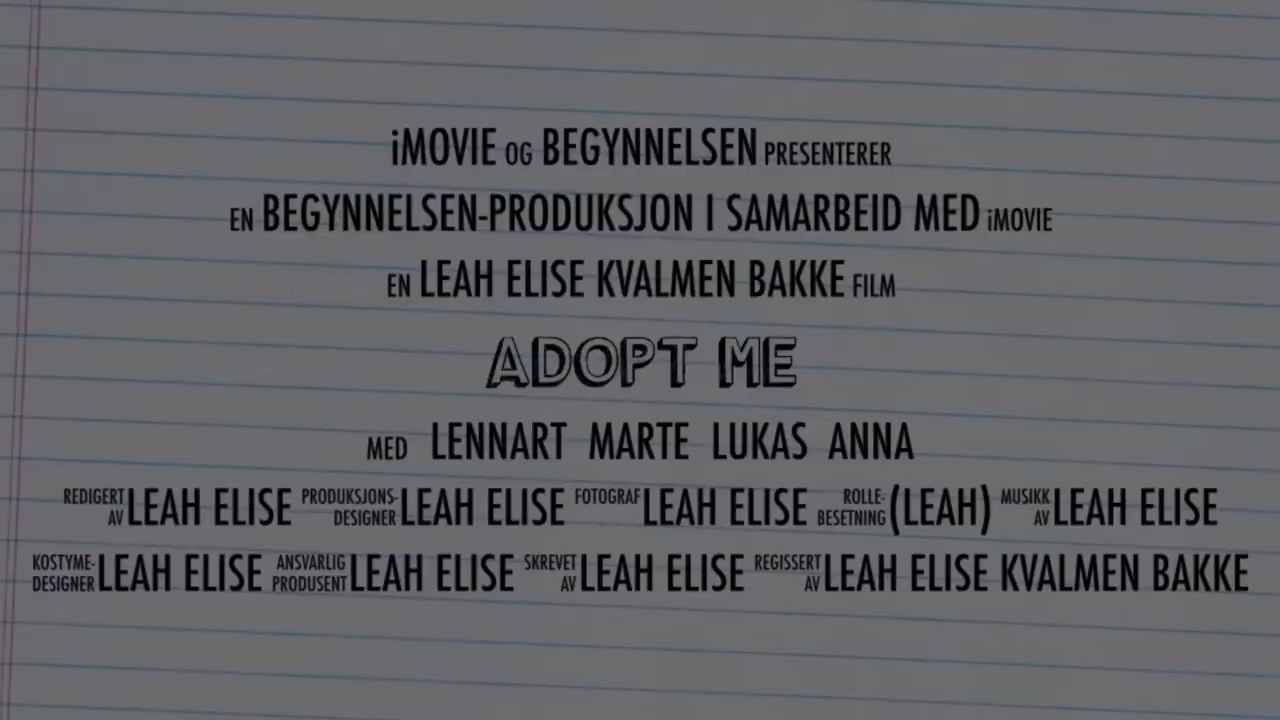 iMOVIE OG BEGYNNELSEN PRESENTERER
EN BEGYNNELSEN-PRODUKSJON I SAMARBEID MED iMOVIE
EN LEAH ELISE KVALMEN BAKKE FILM
ADOPT ME
MED LENNART MARTE LUKAS ANNA
REDIGERT AV LEAH ELISE PRODUKSJONS-DESIGNER LEAH ELISE FOTOGRAF LEAH ELISE ROLLE-BESETNING (LEAH) MUSIKK AV LEAH ELISE
KOSTYME-DESIGNER LEAH ELISE ANSVARLIG PRODUSENT LEAH ELISE SKREVET AV LEAH ELISE REGISSERT AV LEAH ELISE KVALMEN BAKKE